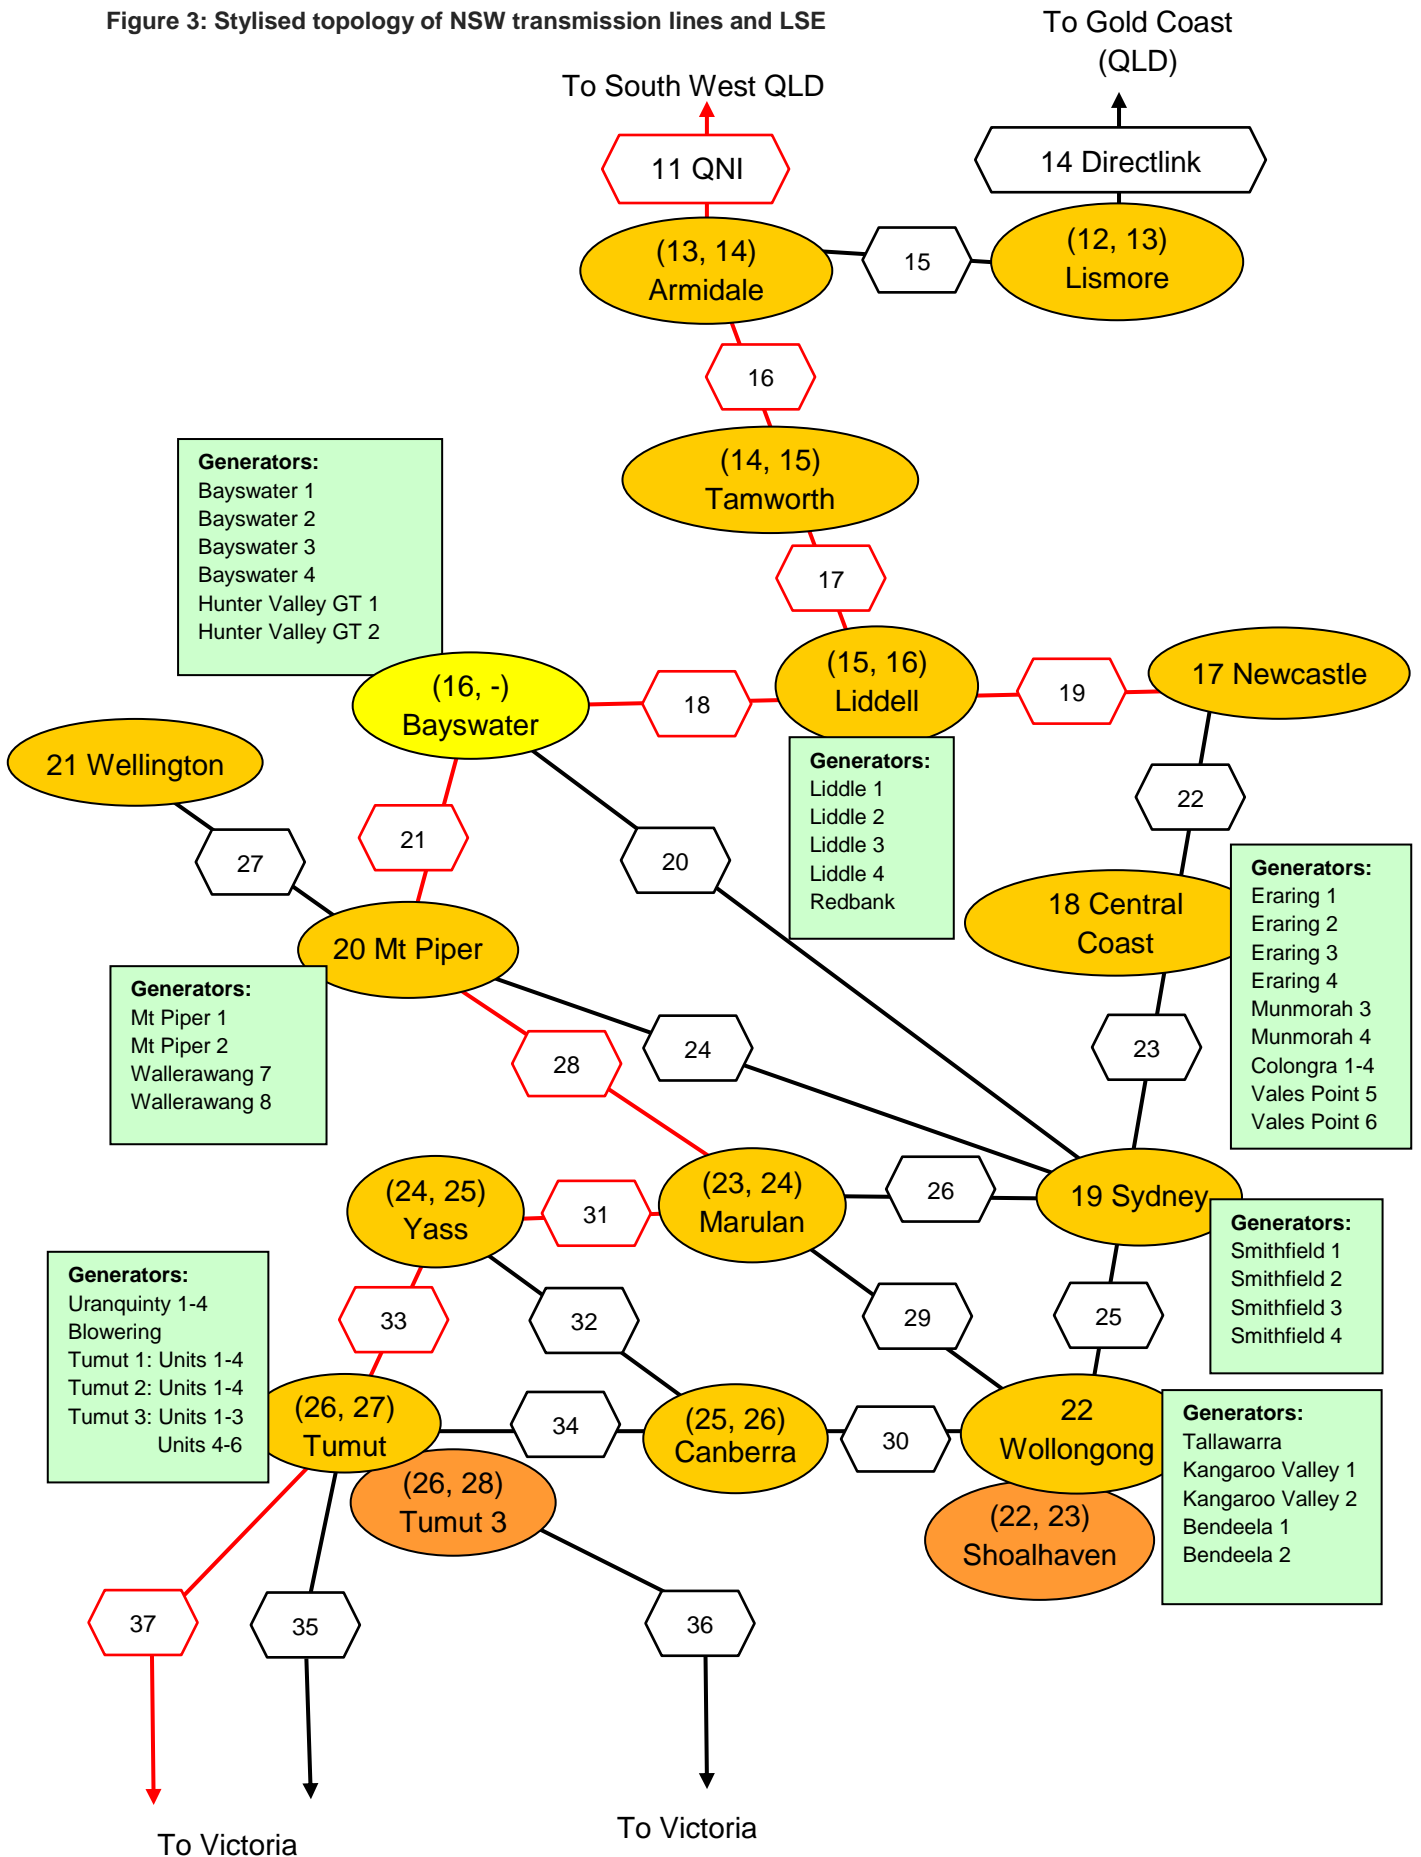 Figure 3: Stylised topology of NSW transmission lines and LSE
To Gold Coast
(QLD)
To South West QLD
11 QNI
14 Directlink
(13, 14)
Armidale
15
(12, 13)
Lismore
16
(14, 15)
Tamworth
Generators:
Bayswater 1
Bayswater 2
Bayswater 3
Bayswater 4
Hunter Valley GT 1
Hunter Valley GT 2
17
(16, -)
Bayswater
18
(15, 16)
Liddell
19
17 Newcastle
21 Wellington
Generators:
Liddle 1
Liddle 2
Liddle 3
Liddle 4
Redbank
22
27
21
20
18 Central
Coast
Generators:
Eraring 1
Eraring 2
Eraring 3
Eraring 4
Munmorah 3
Munmorah 4
Colongra 1-4
Vales Point 5
Vales Point 6
20 Mt Piper
Generators:
Mt Piper 1
Mt Piper 2
Wallerawang 7
Wallerawang 8
28
24
23
(24, 25)
Yass
31
(23, 24)
Marulan
26
19 Sydney
Generators:
Smithfield 1
Smithfield 2
Smithfield 3
Smithfield 4
Generators:
Uranquinty 1-4
Blowering
Tumut 1: Units 1-4
Tumut 2: Units 1-4
Tumut 3: Units 1-3
Units 4-6
33
32
29
25
(26, 27)
Tumut
34
(25, 26)
Canberra
30
22
Wollongong
Generators:
Tallawarra
Kangaroo Valley 1
Kangaroo Valley 2
Bendeela 1
Bendeela 2
(26, 28)
Tumut 3
(22, 23)
Shoalhaven
37
35
36
To Victoria
To Victoria